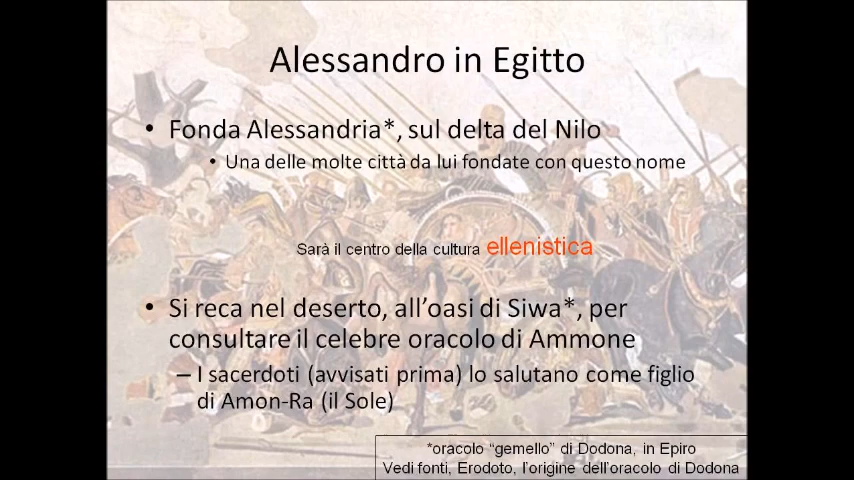 Alessandro in Egitto
• Fonda Alessandria*, sul delta del Nilo
• Una delle molte città da lui fondate con questo nome
Sarà il centro della cultura ellenistica
• Si reca nel deserto, all’oasi di Siwa*, per
consultare il celebre oracolo di Ammone
– I sacerdoti (avvisati prima) lo salutano come figlio
di Amon-Ra (il Sole)
*oracolo “gemello” di Dodona, in Epiro
Vedi fonti, Erodoto, l’origine dell’oracolo di Dodona